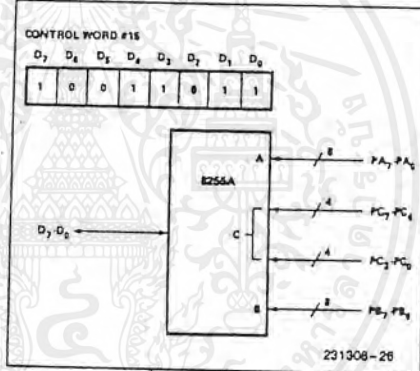 CONTROL WORD #15
D7 D6 D5 D4 D3 D2 D1 D0
1 0 0 1 1 0 1 1
A
8 PA7-PA0
8255A
4 PC7-PC4
D7-D0
C
4 PC3-PC0
B
8 PB7-PB0
231308-26